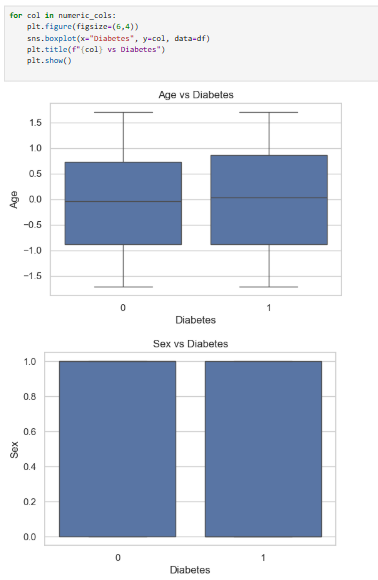 for col in numeric_cols:
    plt.figure(figsize=(6,4))
    sns.boxplot(x="Diabetes", y=col, data=df)
    plt.title(f"{col} vs Diabetes")
    plt.show()
Age vs Diabetes
1.5
1.0
0.5
0.0
−0.5
−1.0
−1.5
Age
0 1
Diabetes
Sex vs Diabetes
1.0
0.8
0.6
0.4
0.2
0.0
Sex
0 1
Diabetes